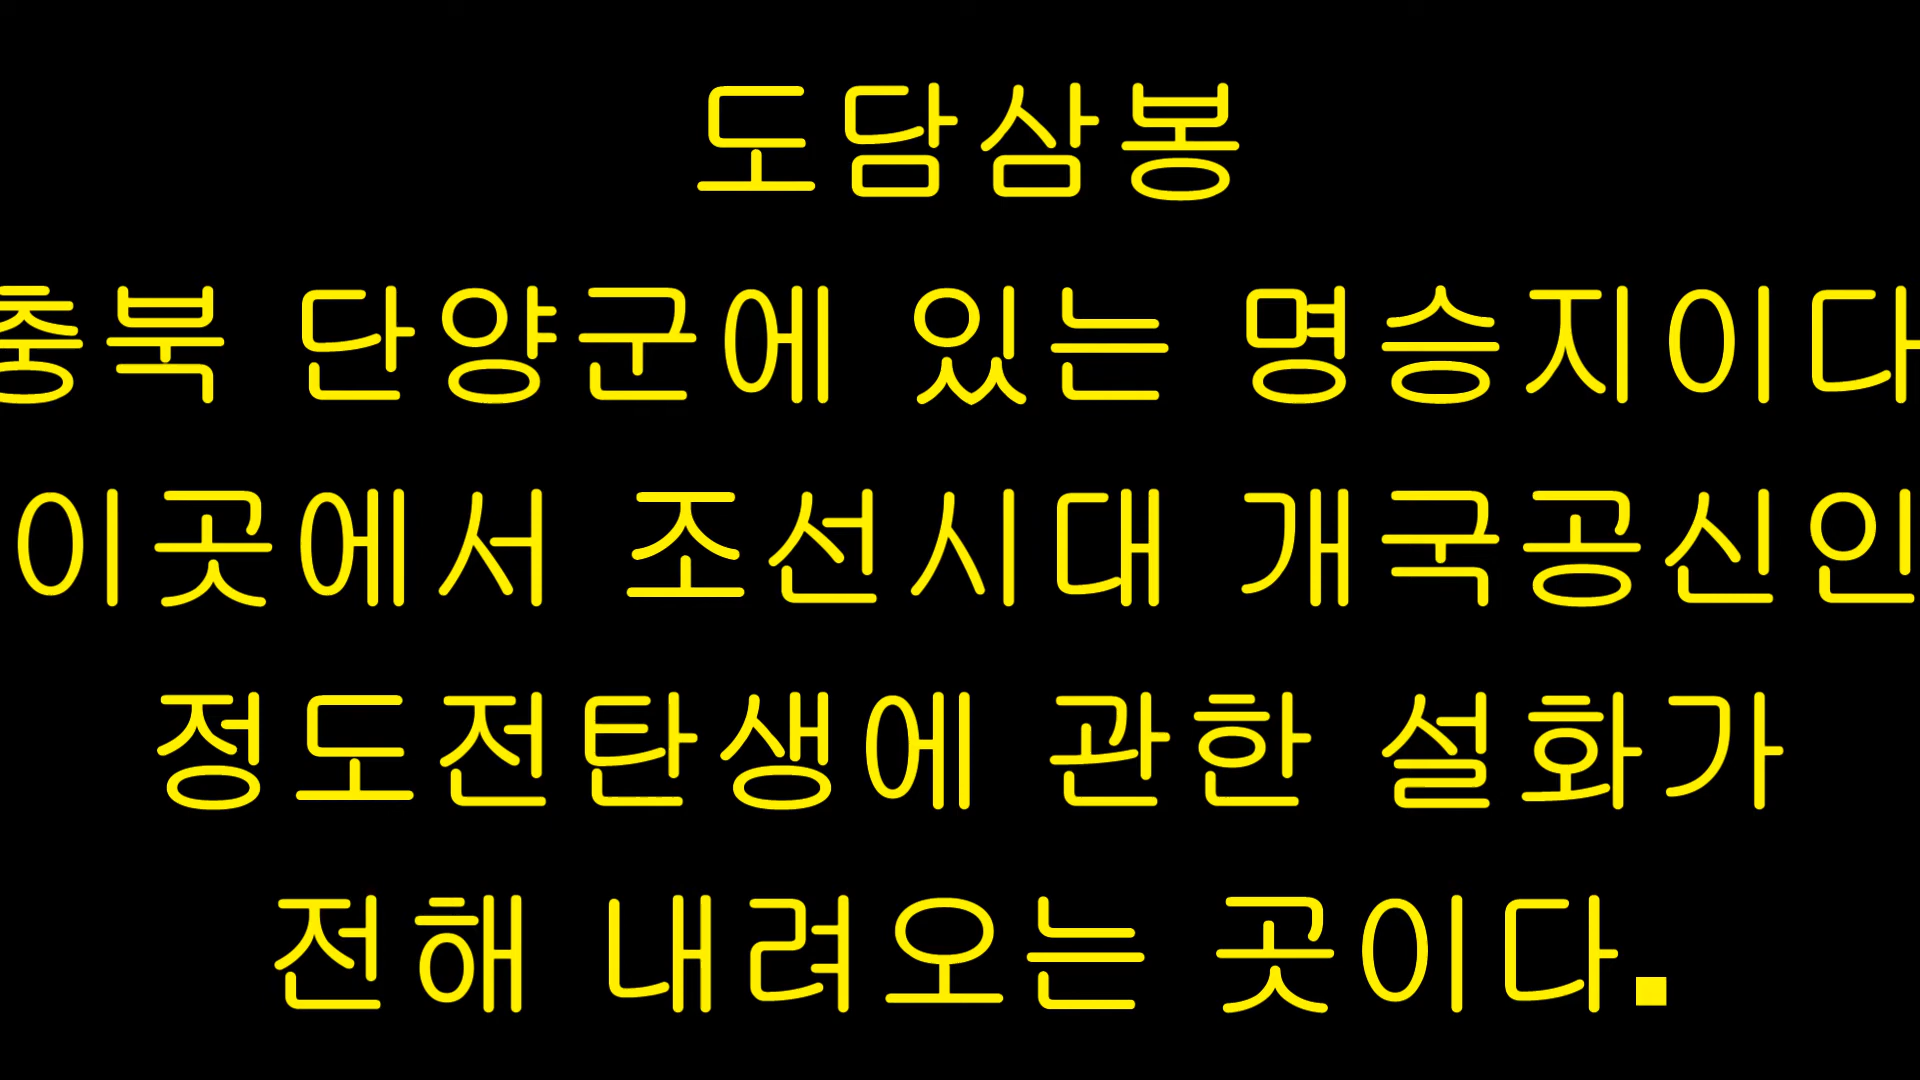 도담삼봉
충북 단양군에 있는 명승지이다
이곳에서 조선시대 개국공신인
정도전탄생에 관한 설화가
전해 내려오는 곳이다.